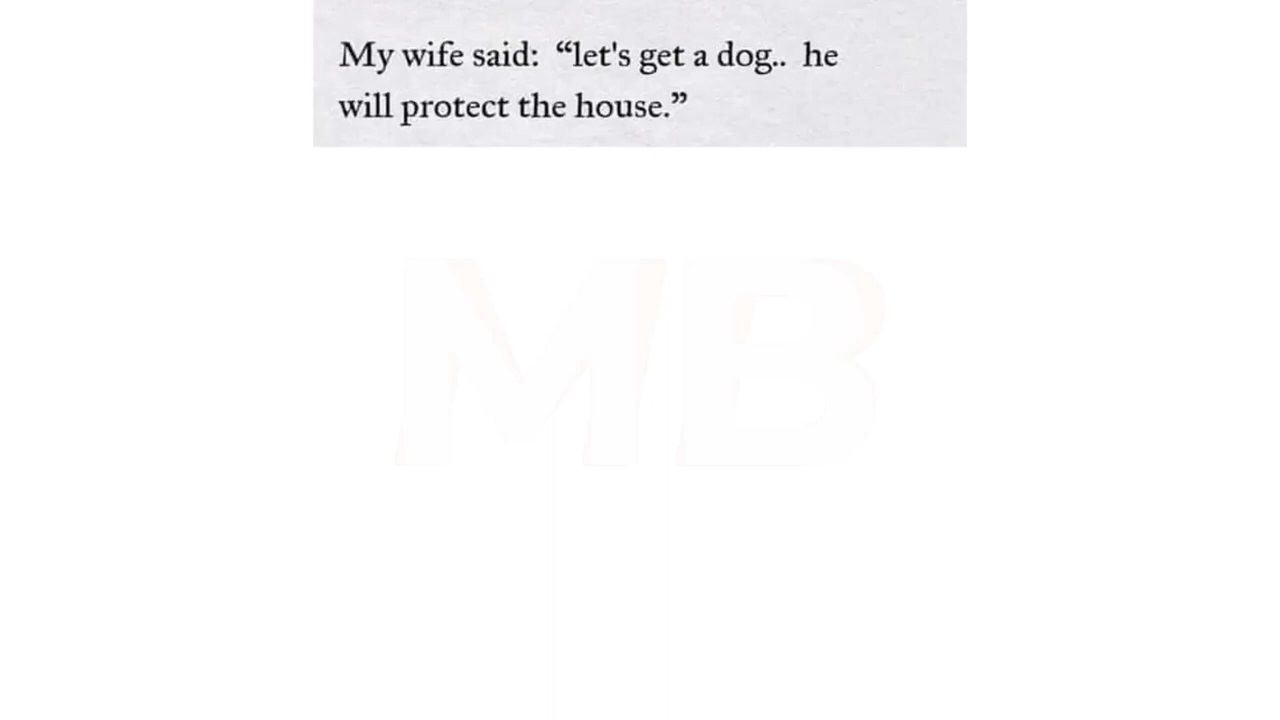 My wife said: “let's get a dog.. he
will protect the house.”
MB